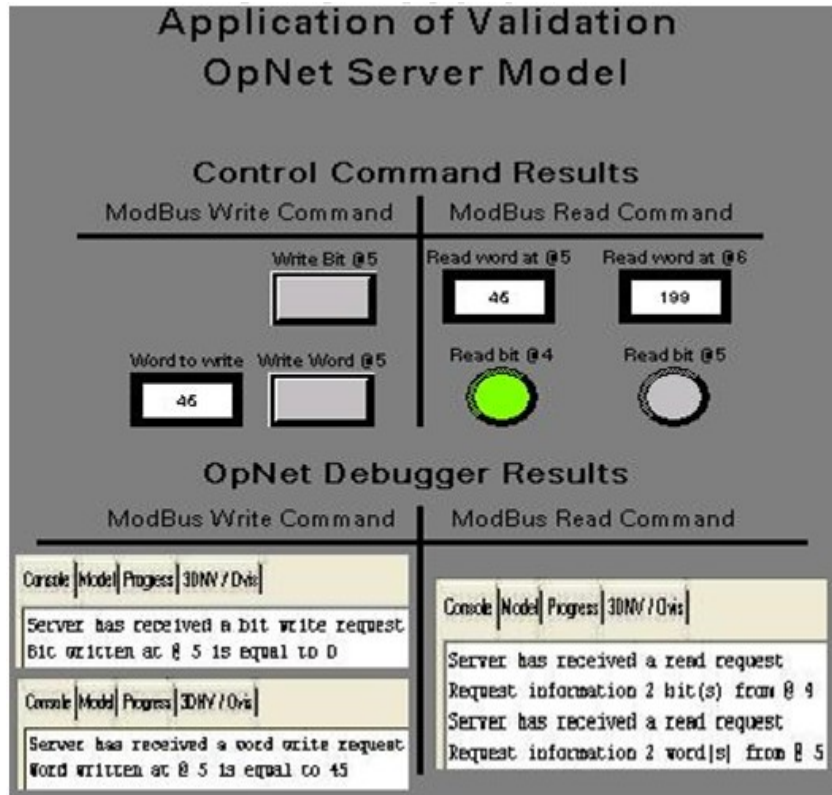 Application of Validation
OpNet Server Model
Control Command Results
ModBus Write Command
ModBus Read Command
Write Bit @5
Read word at @5
Read word at @6
45
199
Word to write
Write Word @5
Read bit @4
Read bit @5
45
OpNet Debugger Results
ModBus Write Command
ModBus Read Command
Console Model Progress 3DNV / Ovis
Server has received a bit write request
Bit written at @ 5 is equal to 0
Console Model Progress 3DNV / Ovis
Server has received a word write request
Word written at @ 5 is equal to 45
Console Model Progress 3DNV / Ovis
Server has received a read request
Request information 2 bit(s) from @ 4
Server has received a read request
Request information 2 word(s) from @ 5